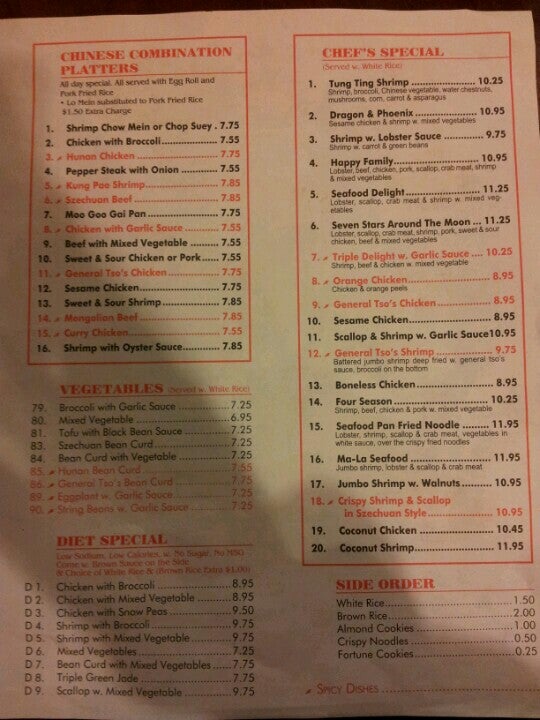 CHINESE COMBINATION
PLATTERS
All day special. All served with Egg Roll and
Pork Fried Rice
• Lo Mein substituted to Pork Fried Rice
$1.50 Extra Charge
1. Shrimp Chow Mein or Chop Suey . 7.75
2. Chicken with Broccoli 7.55
3. Hunan Chicken 7.75
4. Pepper Steak with Onion 7.55
5. Kung Pao Shrimp 7.85
6. Szechuan Beef 7.85
7. Moo Goo Gai Pan 7.75
8. Chicken with Garlic Sauce 7.55
9. Beef with Mixed Vegetable 7.55
10. Sweet & Sour Chicken or Pork 7.55
11. General Tso's Chicken 7.75
12. Sesame Chicken 7.75
13. Sweet & Sour Shrimp 7.85
14. Mongolian Beef 7.85
15. Curry Chicken 7.55
16. Shrimp with Oyster Sauce 7.85
VEGETABLES (Served w. White Rice)
79. Broccoli with Garlic Sauce 7.25
80. Mixed Vegetable 6.95
81. Tofu with Black Bean Sauce 7.25
83. Szechuan Bean Curd 7.25
84. Bean Curd with Vegetable 7.25
85. Hunan Bean Curd 7.55
86. General Tso's Bean Curd 7.75
89. Eggplant w. Garlic Sauce 7.25
90. String Beans w. Garlic Sauce 7.25
DIET SPECIAL
Low Sodium, Low Calories, w. No Sugar, No MSG
Come w. Brown Sauce on the Side
& Choice of White Rice & (Brown Rice Extra $1.00)
D 1. Chicken with Broccoli 8.95
D 2. Chicken with Mixed Vegetable 8.95
D 3. Chicken with Snow Peas 9.50
D 4. Shrimp with Broccoli 9.75
D 5. Shrimp with Mixed Vegetable 9.75
D 6. Mixed Vegetables 7.25
D 7. Bean Curd with Mixed Vegetables 7.75
D 8. Triple Green Jade 7.75
D 9. Scallop w. Mixed Vegetable 9.75
CHEF'S SPECIAL
(Served w. White Rice)
1. Tung Ting Shrimp 10.25
Shrimp, broccoli, Chinese vegetable, water chestnuts,
mushrooms, corn, carrot & asparagus
2. Dragon & Phoenix 10.95
Sesame chicken & shrimp w. mixed vegetables
3. Shrimp w. Lobster Sauce 9.75
Shrimp w. carrot & green beans
4. Happy Family 10.95
Lobster, beef, chicken, pork, scallop, crab meat, shrimp
& mixed vegetables
5. Seafood Delight 11.25
Lobster, scallop, crab meat & shrimp w. mixed veg-
etables
6. Seven Stars Around The Moon ... 11.25
Lobster, scallop, crab meat, shrimp, pork, sweet & sour
chicken, beef & mixed vegetables
7. Triple Delight w. Garlic Sauce .... 10.25
Shrimp, beef & chicken w. mixed vegetable
8. Orange Chicken 8.95
Chicken & orange peels
9. General Tso's Chicken 8.95
10. Sesame Chicken 8.95
11. Scallop & Shrimp w. Garlic Sauce10.95
12. General Tso's Shrimp 9.75
Battered jumbo shrimp deep fried w. general tso's
sauce, broccoli on the bottom
13. Boneless Chicken 8.95
14. Four Season 10.25
Shrimp, beef, chicken & pork w. mixed vegetable
15. Seafood Pan Fried Noodle 11.95
Lobster, shrimp, scallop & crab meat, vegetables in
white sauce, over the crispy fried noodles
16. Ma-La Seafood 11.95
Jumbo shrimp, lobster & scallop & crab meat
17. Jumbo Shrimp w. Walnuts 10.95
18. Crispy Shrimp & Scallop
in Szechuan Style 10.95
19. Coconut Chicken 10.45
20. Coconut Shrimp 11.95
SIDE ORDER
White Rice 1.50
Brown Rice 2.00
Almond Cookies 1.00
Crispy Noodles 0.50
Fortune Cookies 0.25
SPICY DISHES